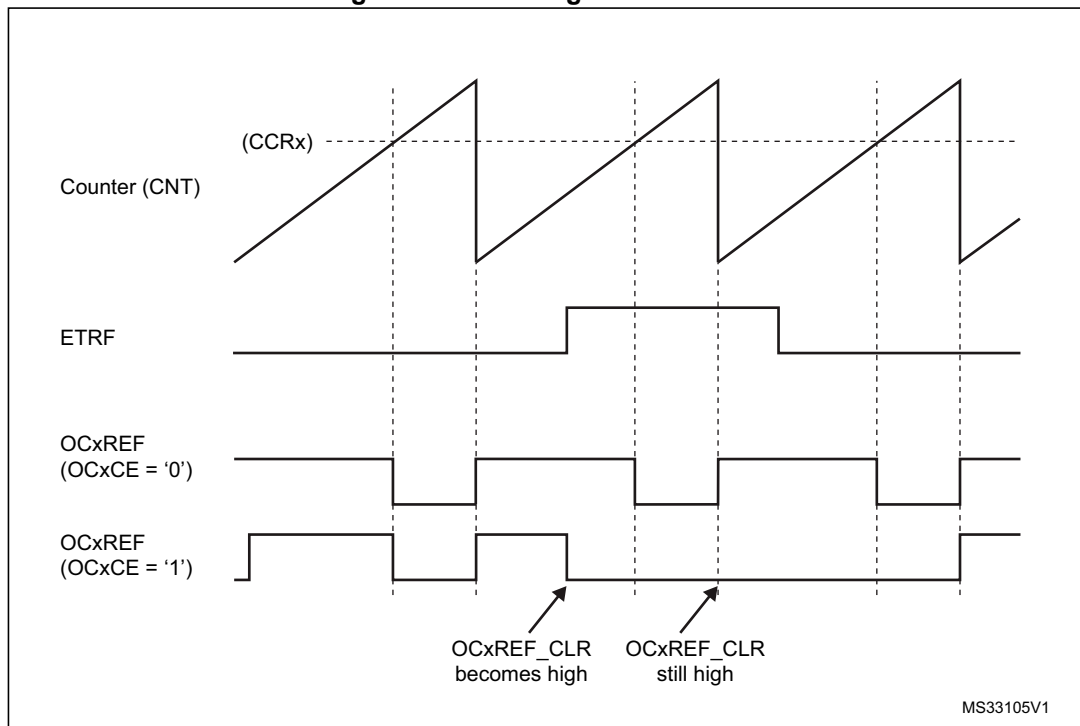 (CCRx)
Counter (CNT)
ETRF
OCxREF
(OCxCE = ‘0’)
OCxREF
(OCxCE = ‘1’)
OCxREF_CLR
becomes high
OCxREF_CLR
still high
MS33105V1